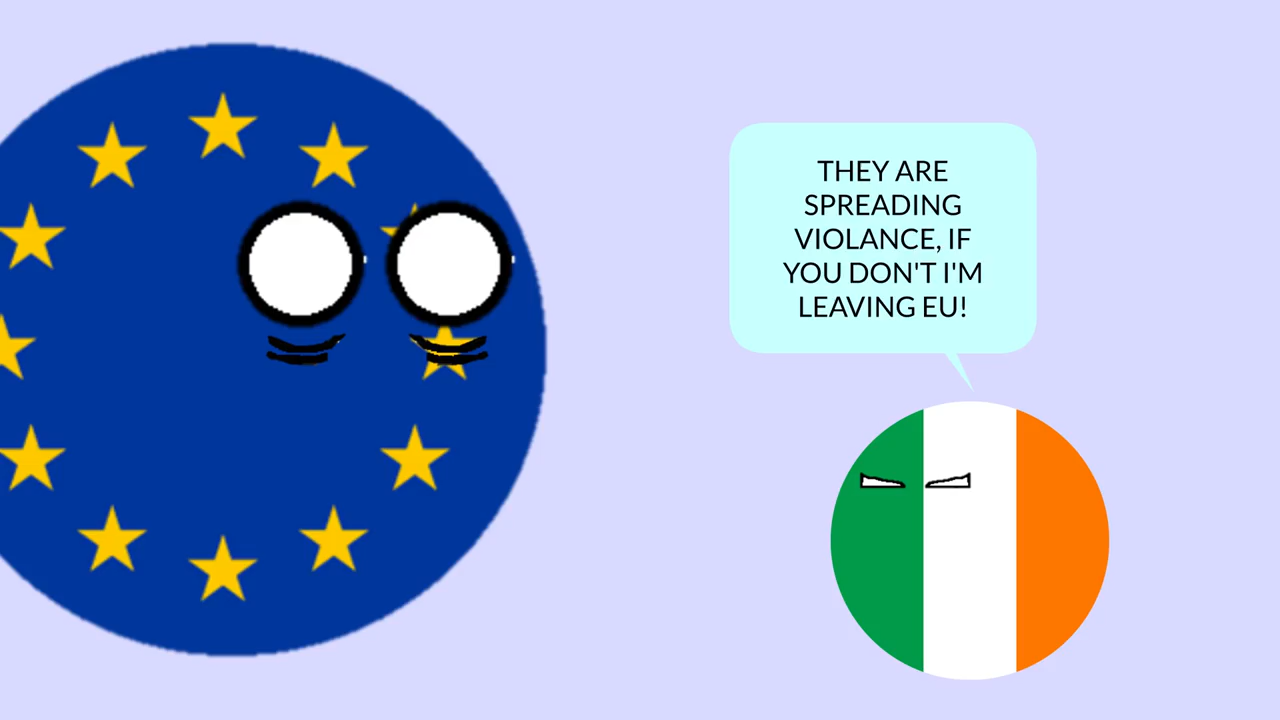 THEY ARE
SPREADING
VIOLANCE, IF
YOU DON'T I'M
LEAVING EU!